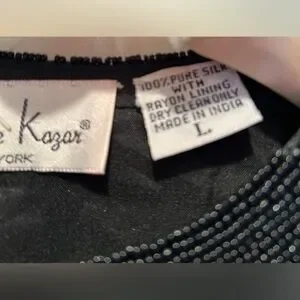 Kazar®
YORK
100% PURE SILK
WITH
RAYON LINING
DRY CLEAN ONLY
MADE IN INDIA
L